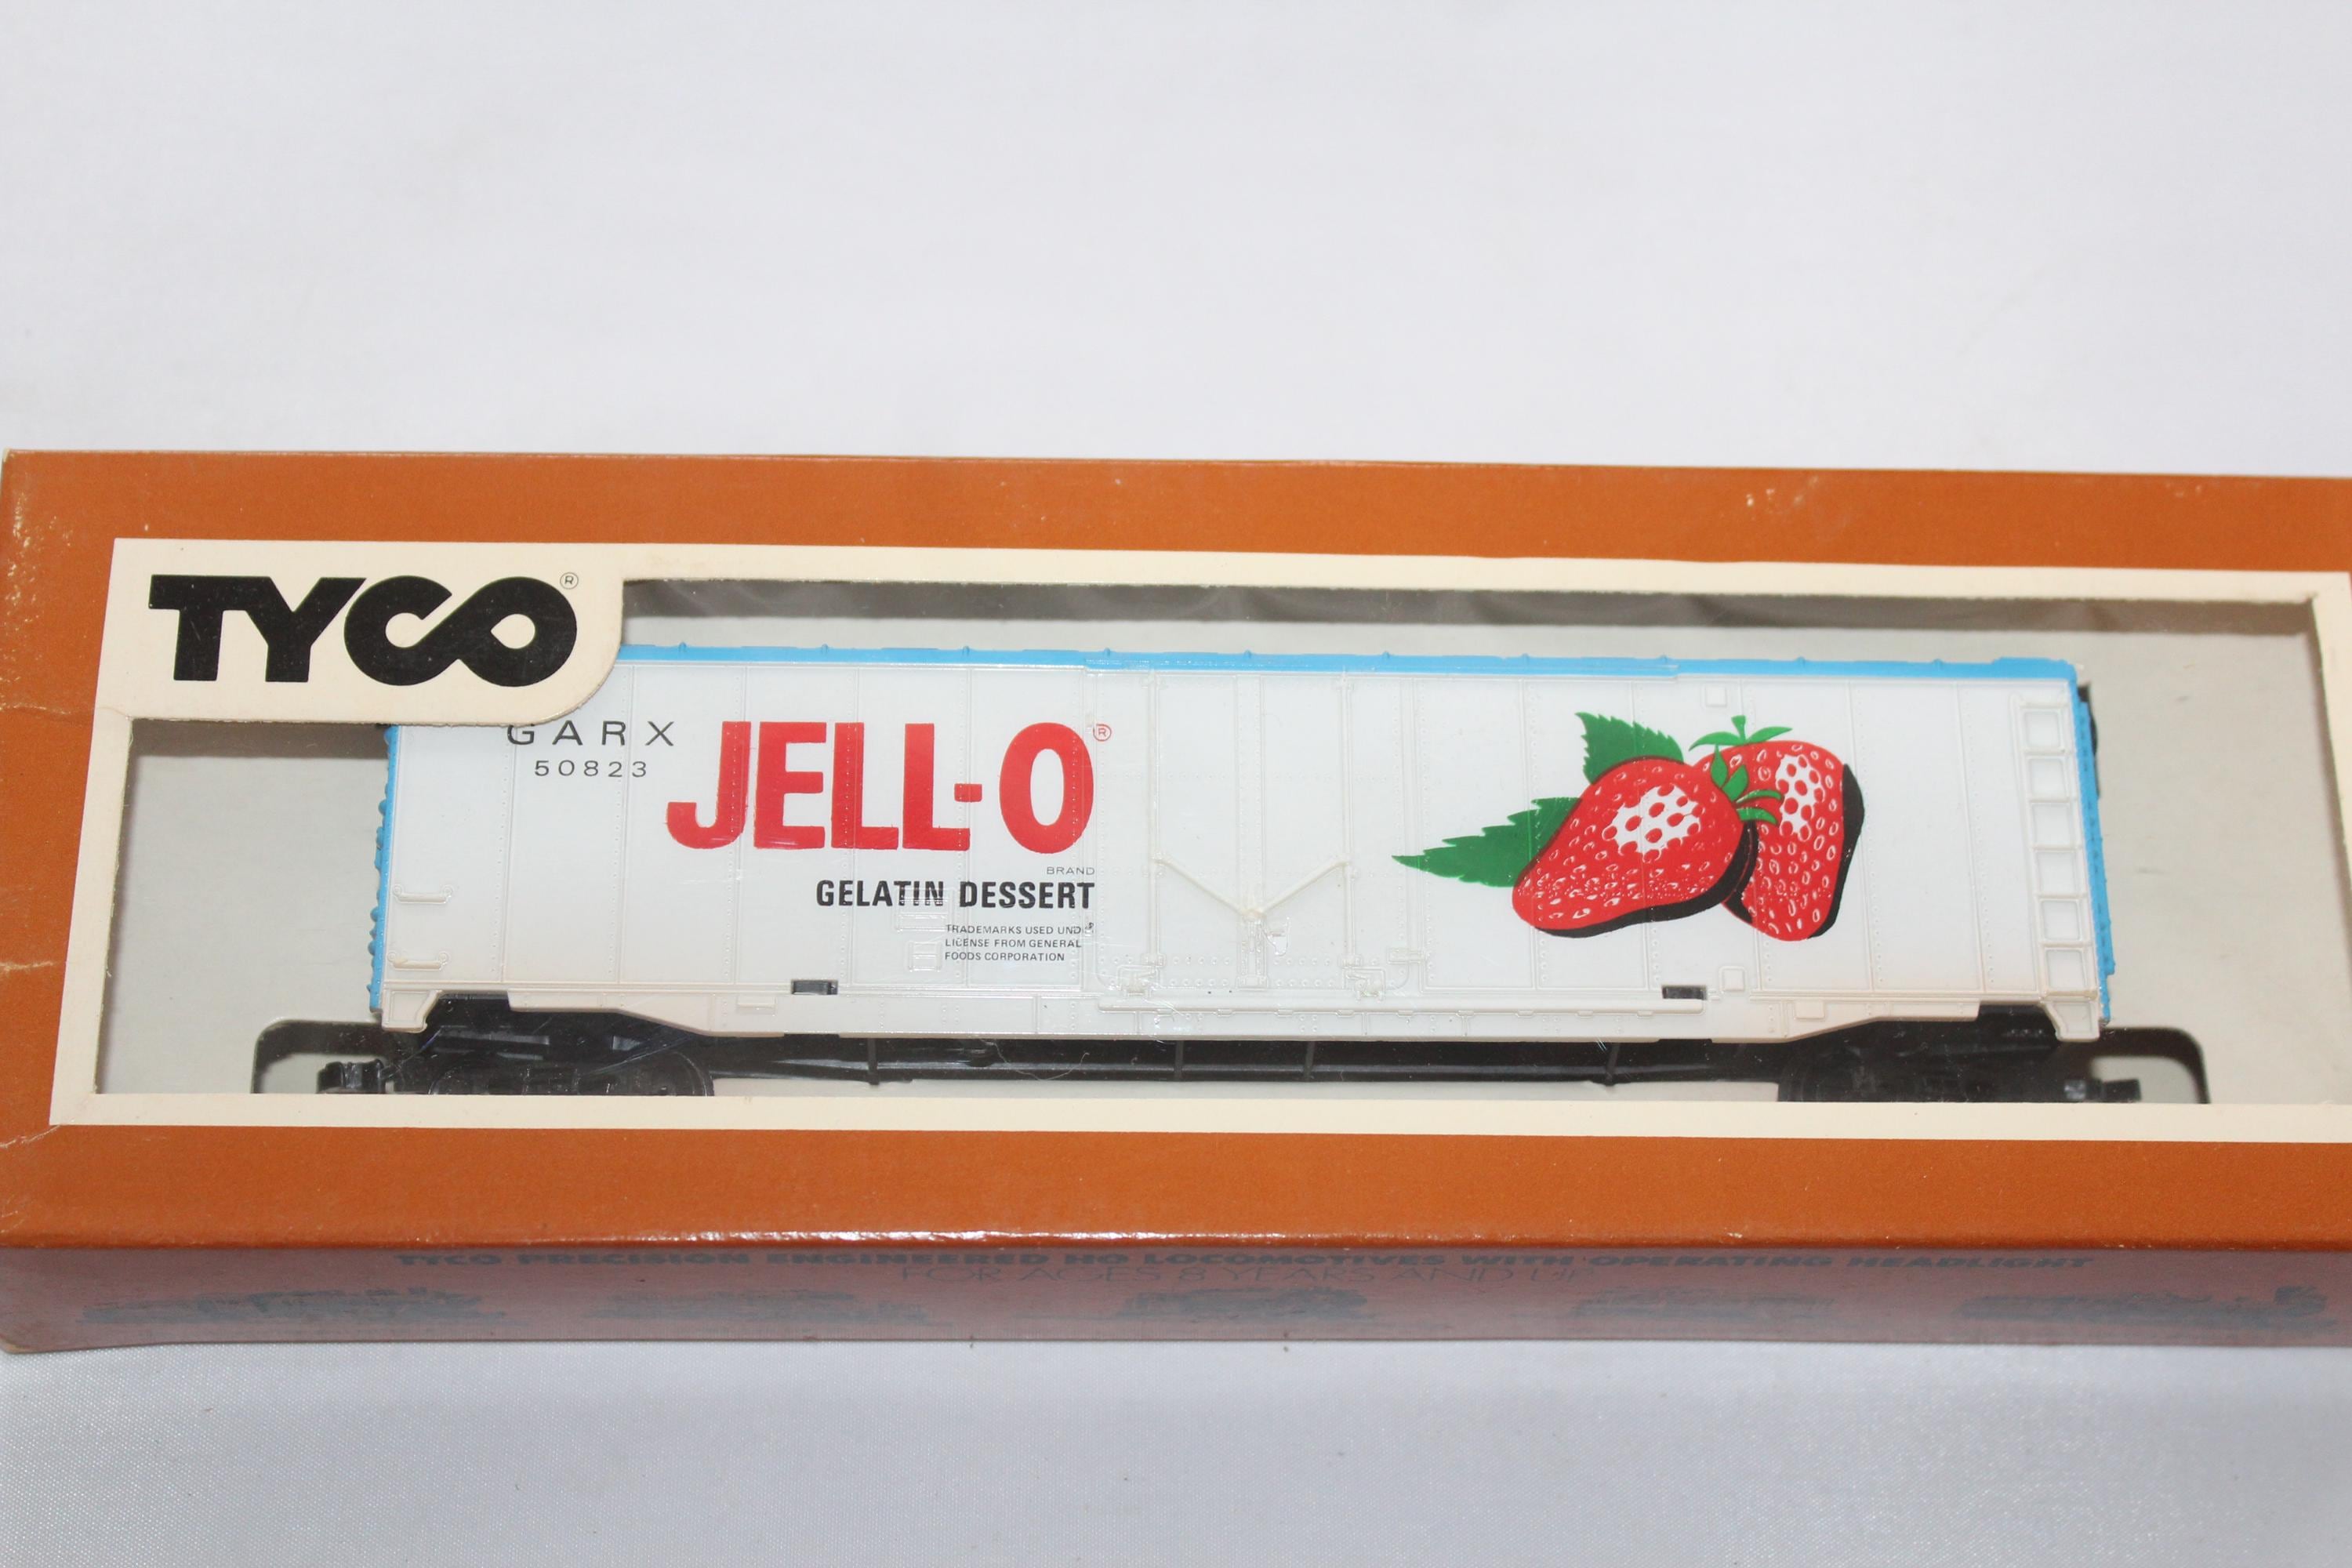 TYCO®
GARX
50823
JELL-O®
BRAND
GELATIN DESSERT
TRADEMARKS USED UNDER
LICENSE FROM GENERAL
FOODS CORPORATION
TYCO PRECISION ENGINEERED HO LOCOMOTIVES WITH OPERATING HEADLIGHT
FOR AGES 8 YEARS AND UP